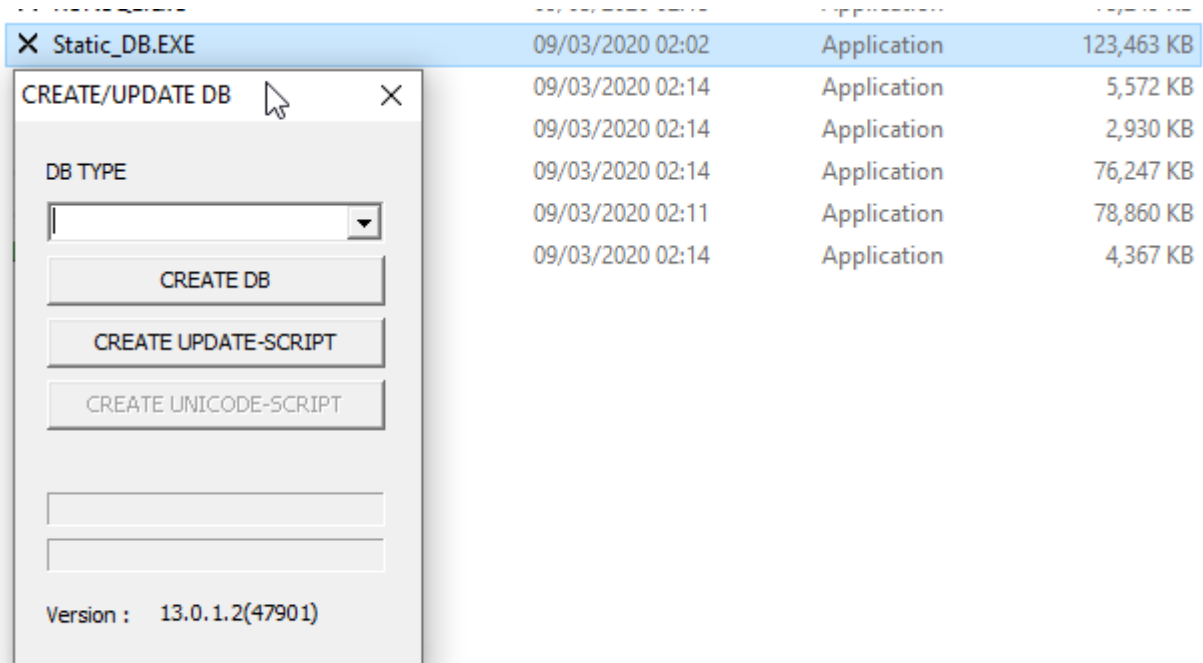 Static_DB.EXE 09/03/2020 02:02 Application 123,463 KB
09/03/2020 02:14 Application 5,572 KB
09/03/2020 02:14 Application 2,930 KB
09/03/2020 02:14 Application 76,247 KB
09/03/2020 02:11 Application 78,860 KB
09/03/2020 02:14 Application 4,367 KB
CREATE/UPDATE DB
DB TYPE
CREATE DB
CREATE UPDATE-SCRIPT
CREATE UNICODE-SCRIPT
Version : 13.0.1.2(47901)